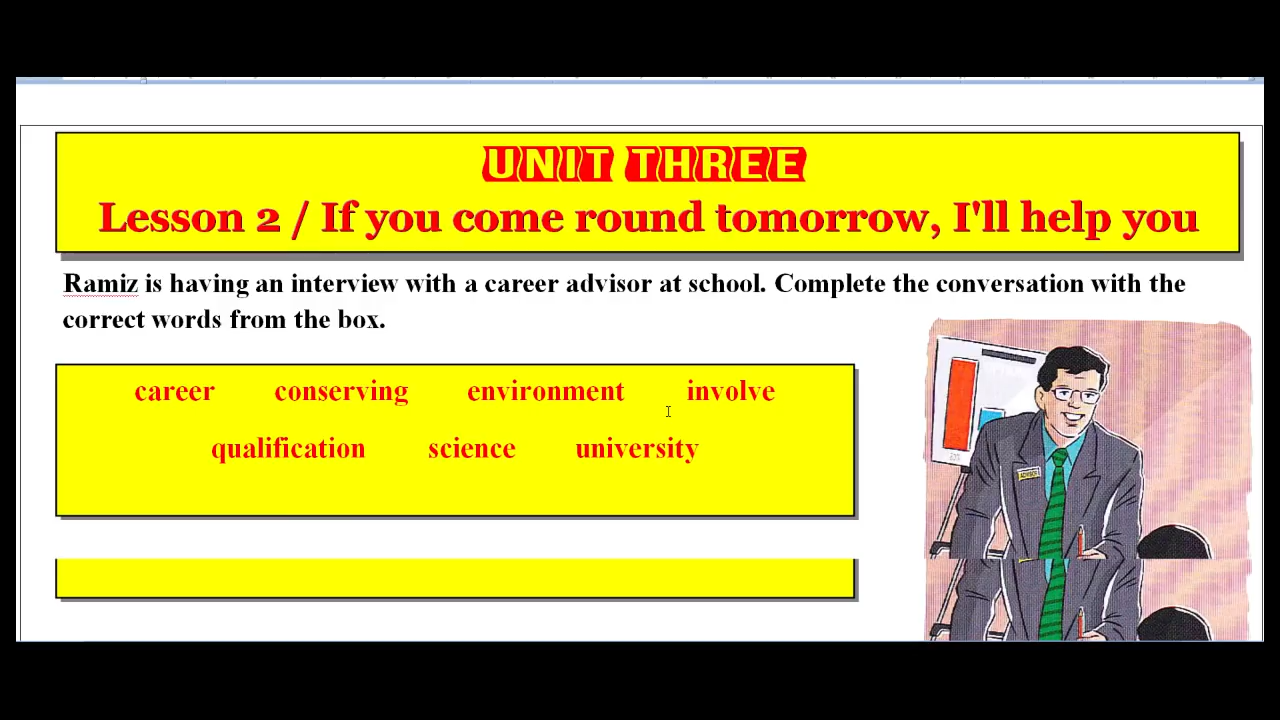 UNIT THREE
Lesson 2 / If you come round tomorrow, I'll help you
Ramiz is having an interview with a career advisor at school. Complete the conversation with the
correct words from the box.
career conserving environment involve
qualification science university
ADVISOR